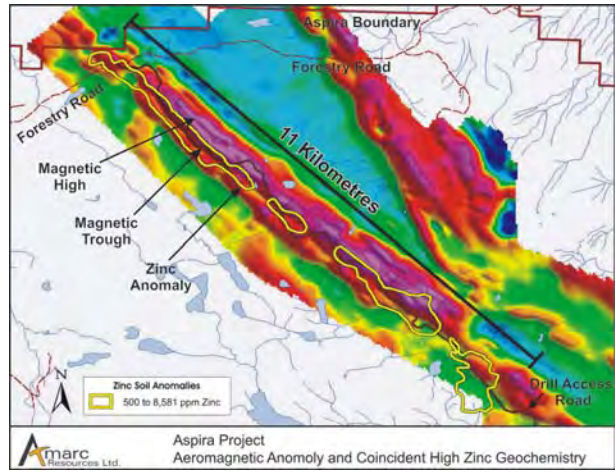 Aspira Boundary
Forestry Road
Forestry Road
11 Kilometres
Magnetic
High
Magnetic
Trough
Zinc
Anomaly
Drill Access
Road
N
Zinc Soil Anomalies
500 to 8,581 ppm Zinc
Amarc
Resources Ltd.
Aspira Project
Aeromagnetic Anomoly and Coincident High Zinc Geochemistry